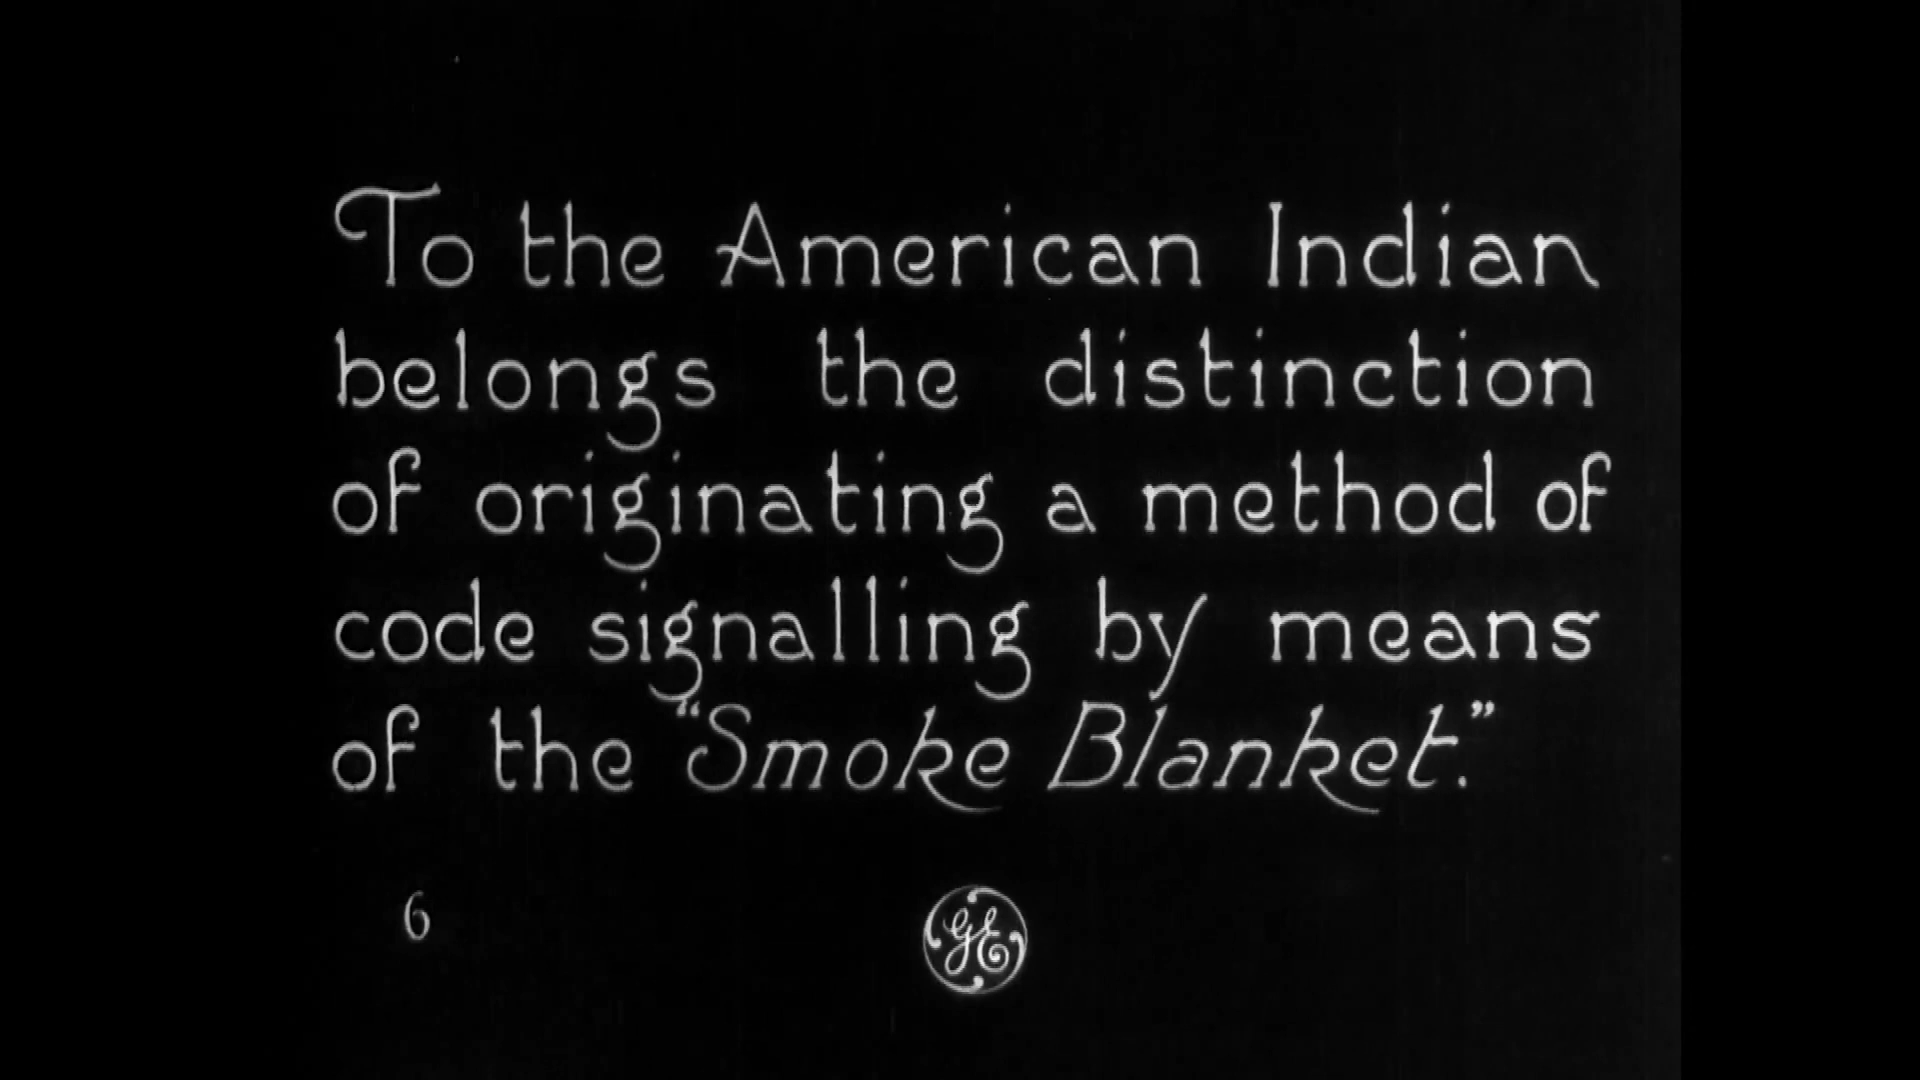 To the American Indian
belongs the distinction
of originating a method of
code signalling by means
of the "Smoke Blanket."
6
GE